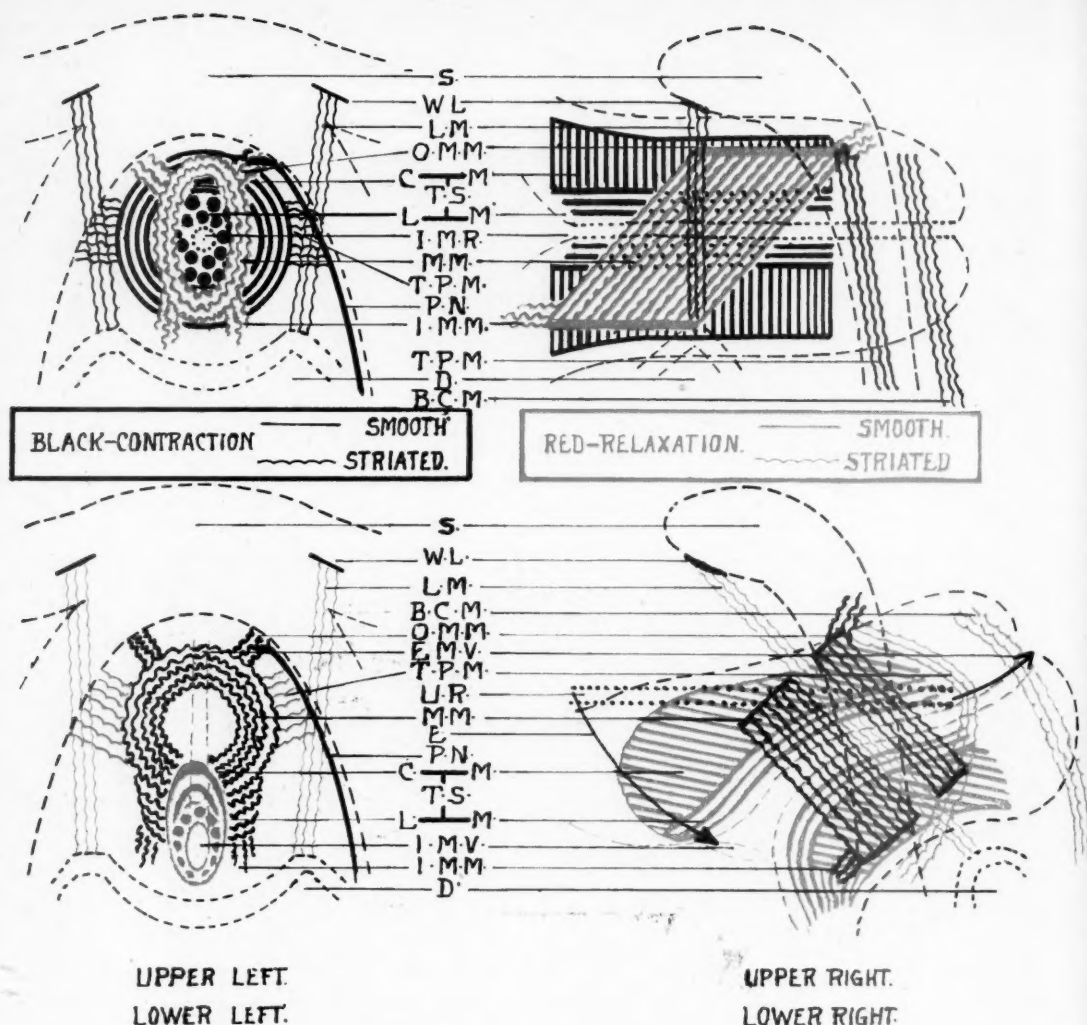 S.
W.L.
L.M.
O.M.M.
C — M
T.S.
L — M
I.M.R.
M.M.
T.P.M.
P.N.
I.M.M.
T.P.M.
D.
B.C.M.
BLACK-CONTRACTION SMOOTH
STRIATED.
RED-RELAXATION. SMOOTH.
STRIATED
S.
W.L.
L.M.
B.C.M.
O.M.M.
E.M.V.
T.P.M.
U.R.
M.M.
E
P.N.
C — M
T.S.
L — M
I.M.V.
I.M.M.
D.
UPPER LEFT. UPPER RIGHT.
LOWER LEFT. LOWER RIGHT.